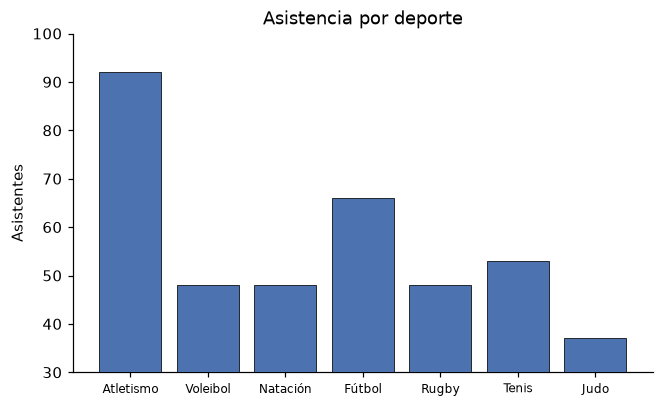 Asistencia por deporte
100
90
80
70
60
50
40
30
Asistentes
Atletismo Voleibol Natación Fútbol Rugby Tenis Judo